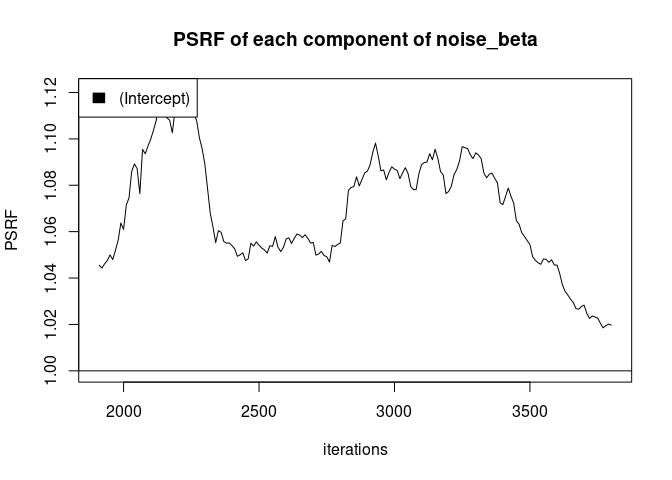 PSRF of each component of noise_beta
(Intercept)
1.12
1.10
1.08
1.06
1.04
1.02
1.00
PSRF
2000 2500 3000 3500
iterations